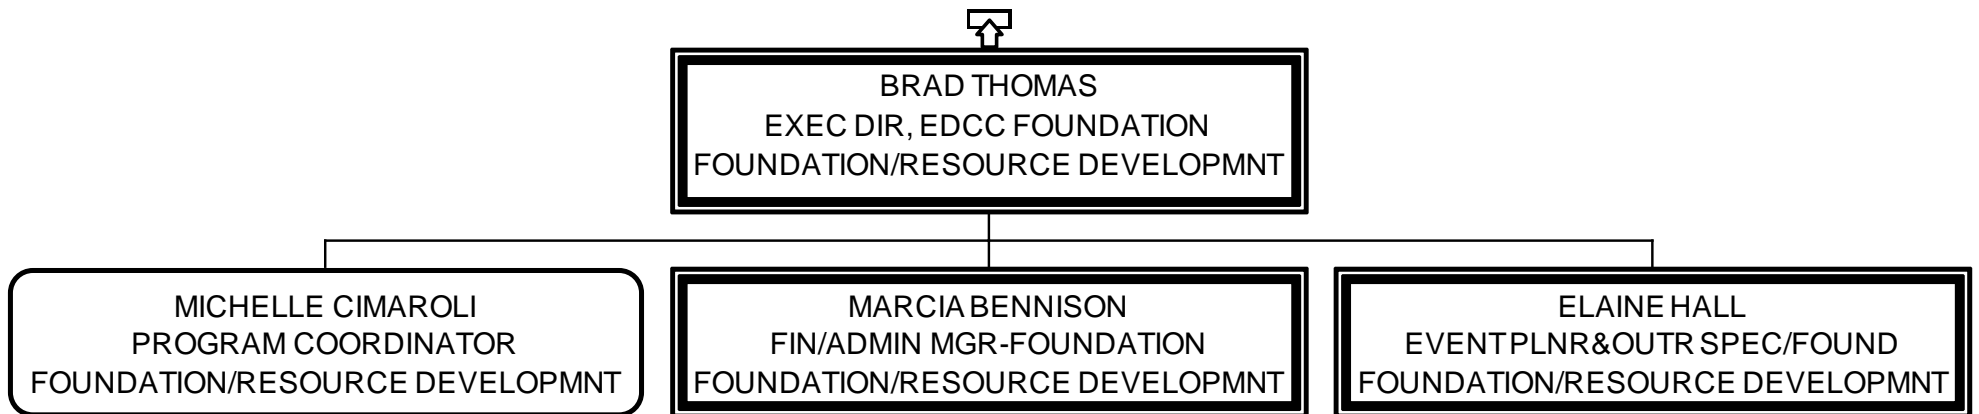 BRAD THOMAS
EXEC DIR, EDCC FOUNDATION
FOUNDATION/RESOURCE DEVELOPMNT
MICHELLE CIMAROLI
PROGRAM COORDINATOR
FOUNDATION/RESOURCE DEVELOPMNT
MARCIA BENNISON
FIN/ADMIN MGR-FOUNDATION
FOUNDATION/RESOURCE DEVELOPMNT
ELAINE HALL
EVENT PLNR&OUTR SPEC/FOUND
FOUNDATION/RESOURCE DEVELOPMNT